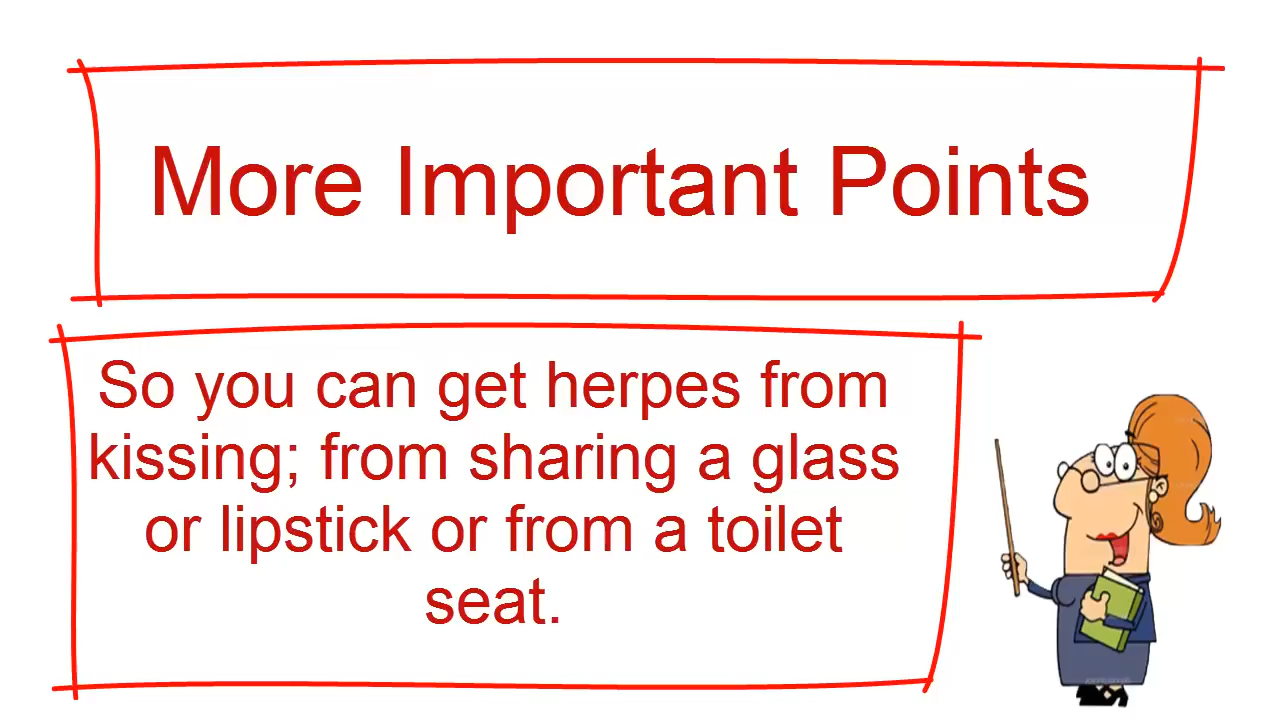 More Important Points
So you can get herpes from
kissing; from sharing a glass
or lipstick or from a toilet
seat.